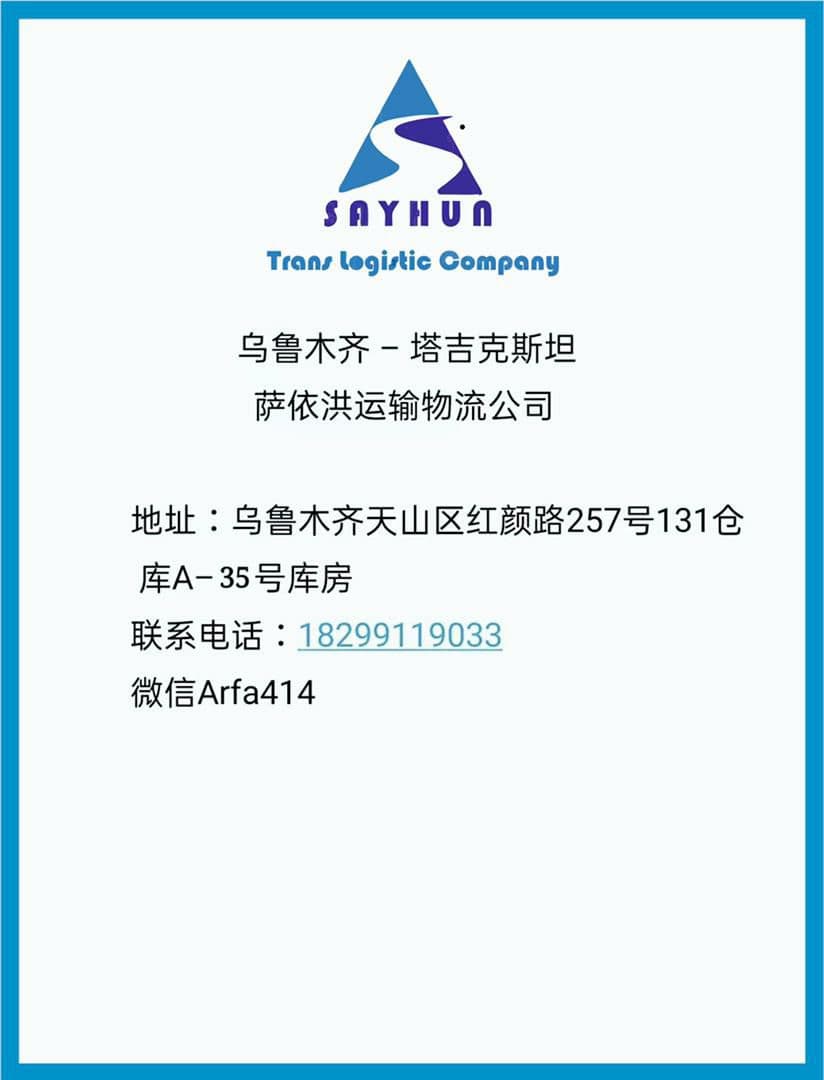 SAYHUN
Trans Logistic Company
乌鲁木齐 – 塔吉克斯坦
萨依洪运输物流公司
地址：乌鲁木齐天山区红颜路257号131仓
库A– 35号库房
联系电话：18299119033
微信Arfa414